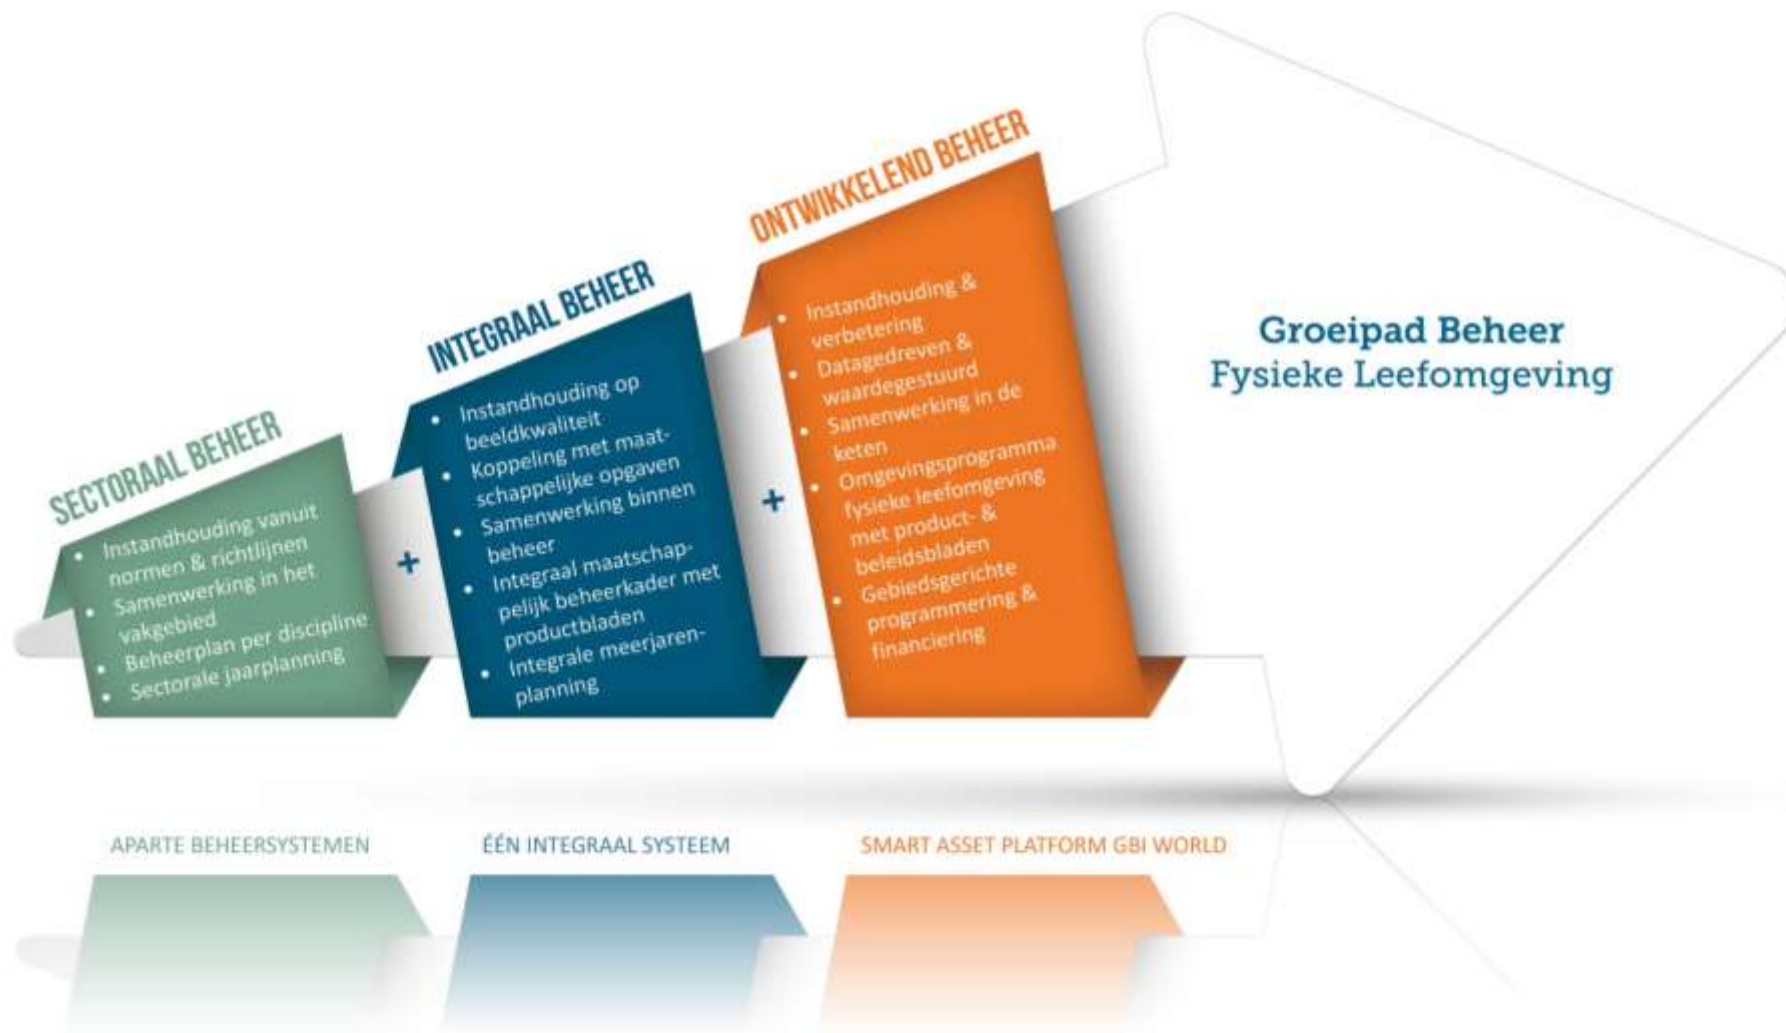 SECTORAAL BEHEER
• Instandhouding vanuit
normen & richtlijnen
• Samenwerking in het
vakgebied
• Beheerplan per discipline
• Sectorale jaarplanning
+
INTEGRAAL BEHEER
• Instandhouding op
beeldkwaliteit
• Koppeling met maat-
schappelijke opgaven
• Samenwerking binnen
beheer
• Integraal maatschap-
pelijk beheerkader met
productbladen
• Integrale meerjaren-
planning
+
ONTWIKKELEND BEHEER
• Instandhouding &
verbetering
• Datagedreven &
waardegestuurd
• Samenwerking in de
keten
• Omgevingsprogramma
fysieke leefomgeving
met product- &
beleidsbladen
• Gebiedsgerichte
programmering &
financiering
Groeipad Beheer
Fysieke Leefomgeving
APARTE BEHEERSYSTEMEN
ÉÉN INTEGRAAL SYSTEEM
SMART ASSET PLATFORM GBI WORLD